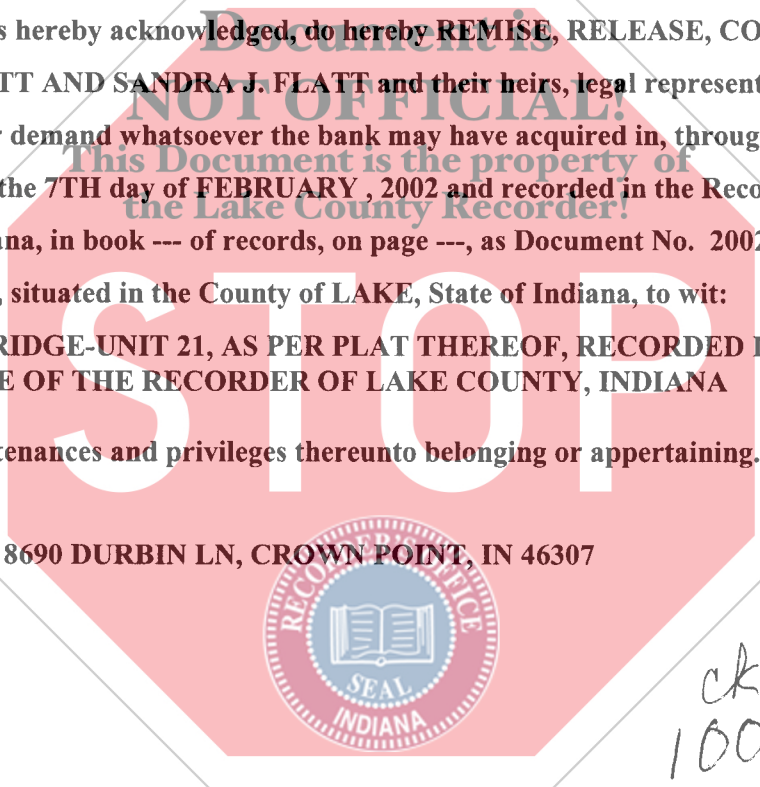 s hereby acknowledged, do hereby REMISE, RELEASE, CO
Document is
TT AND SANDRA J. FLATT and their heirs, legal represent
NOT OFFICIAL!
demand whatsoever the bank may have acquired in, throug
This Document is the property of
the 7TH day of FEBRUARY , 2002 and recorded in the Reco
the Lake County Recorder!
ana, in book --- of records, on page ---, as Document No. 2002
, situated in the County of LAKE, State of Indiana, to wit:
STOP
RIDGE-UNIT 21, AS PER PLAT THEREOF, RECORDED I
E OF THE RECORDER OF LAKE COUNTY, INDIANA
tenances and privileges thereunto belonging or appertaining.
8690 DURBIN LN, CROWN POINT, IN 46307
RECORDER'S OFFICE
SEAL
INDIANA
ck
100